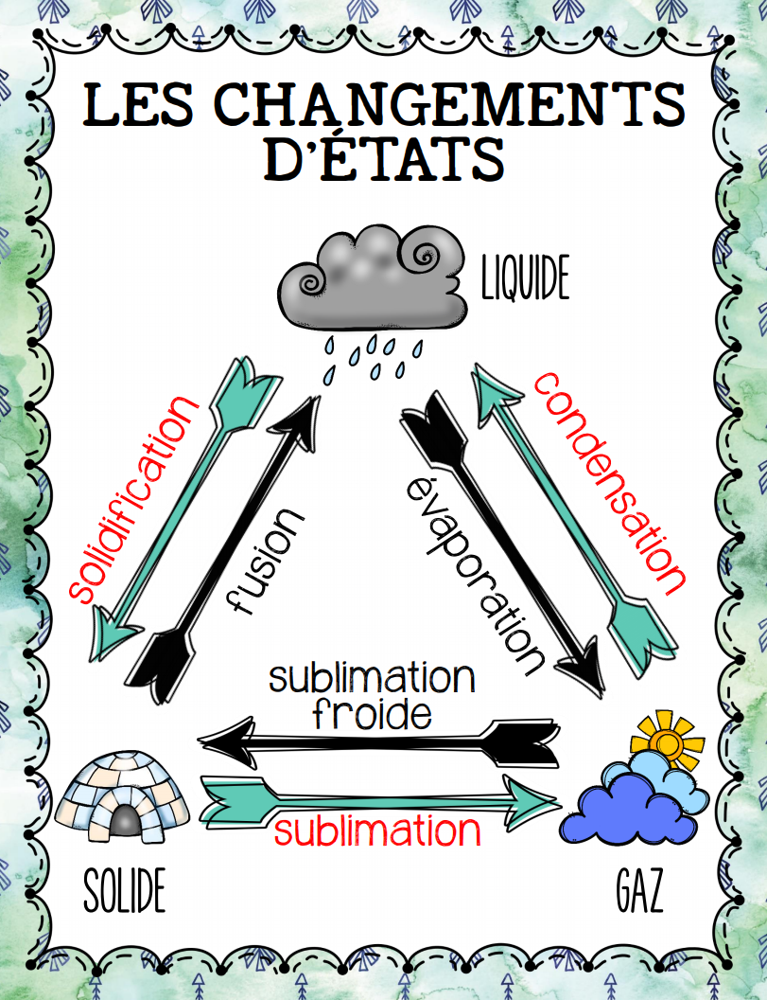 LES CHANGEMENTS
D'ÉTATS
LIQUIDE
solidification
fusion
évaporation
condensation
sublimation
froide
sublimation
SOLIDE
GAZ